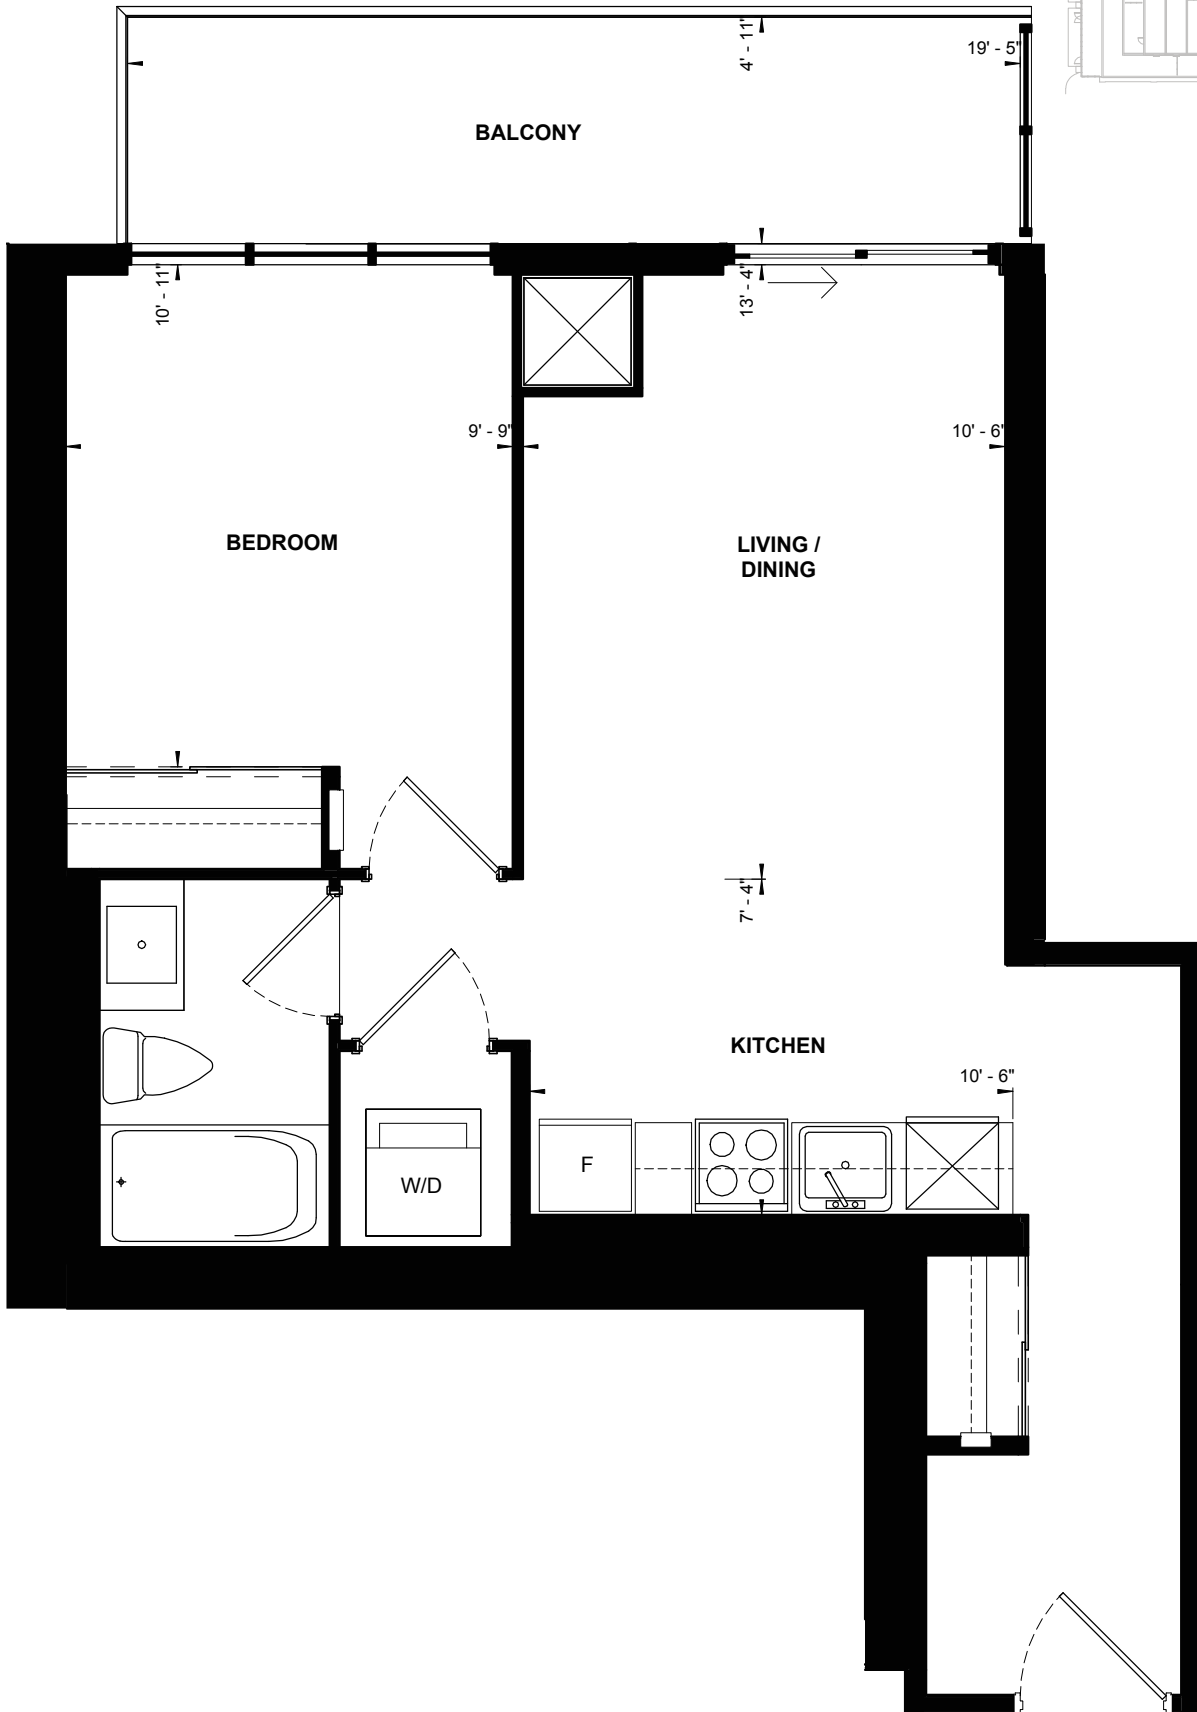 4' - 11"
19' - 5"
BALCONY
10' - 11"
13' - 4"
9' - 9"
10' - 6"
BEDROOM
LIVING /
DINING
7' - 4"
KITCHEN
10' - 6"
F
W/D